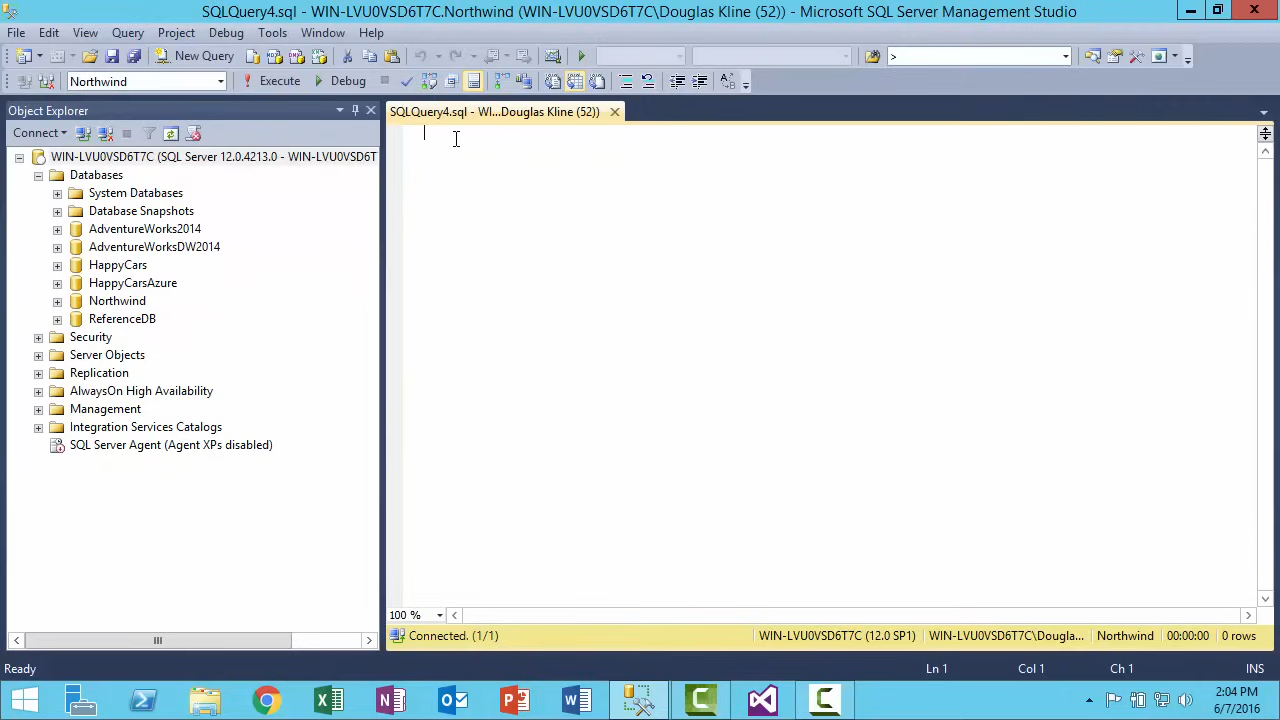 SQLQuery4.sql - WIN-LVU0VSD6T7C.Northwind (WIN-LVU0VSD6T7C\Douglas Kline (52)) - Microsoft SQL Server Management Studio
File Edit View Query Project Debug Tools Window Help
New Query >
Northwind Execute Debug
Object Explorer
SQLQuery4.sql - WI...Douglas Kline (52))
Connect
WIN-LVU0VSD6T7C (SQL Server 12.0.4213.0 - WIN-LVU0VSD6T
Databases
System Databases
Database Snapshots
AdventureWorks2014
AdventureWorksDW2014
HappyCars
HappyCarsAzure
Northwind
ReferenceDB
Security
Server Objects
Replication
AlwaysOn High Availability
Management
Integration Services Catalogs
SQL Server Agent (Agent XPs disabled)
100 %
Connected. (1/1) WIN-LVU0VSD6T7C (12.0 SP1) WIN-LVU0VSD6T7C\Dougla... Northwind 00:00:00 0 rows
Ready Ln 1 Col 1 Ch 1 INS
2:04 PM
6/7/2016